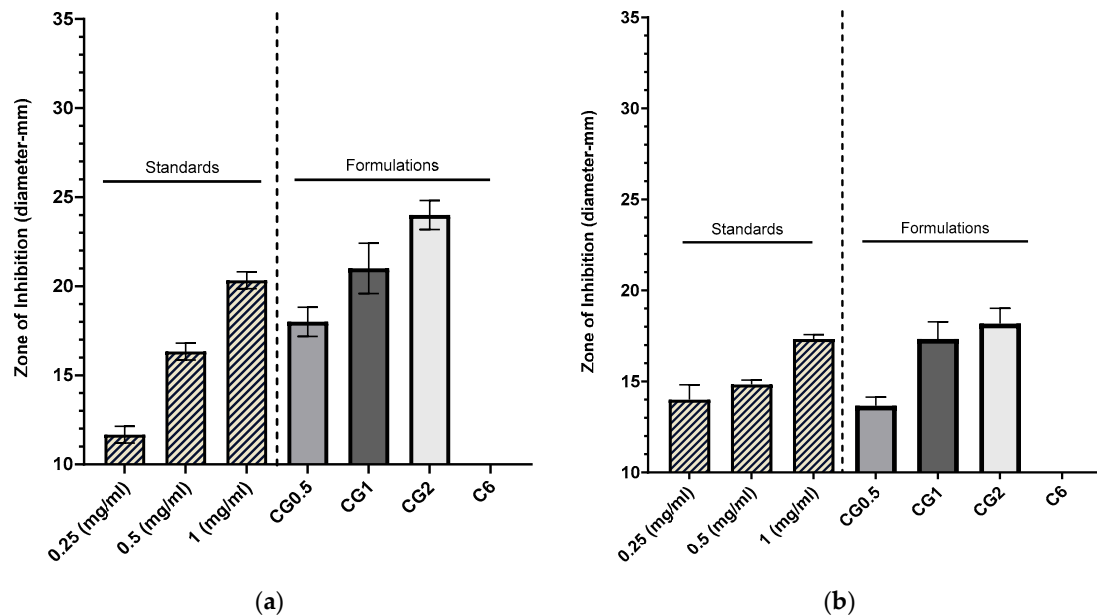 Zone of Inhibition (diameter-mm)
35
30
25
20
15
10
Standards
Formulations
0.25 (mg/ml)
0.5 (mg/ml)
1 (mg/ml)
CG0.5
CG1
CG2
C6
(a)
Zone of Inhibition (diameter-mm)
35
30
25
20
15
10
Standards
Formulations
0.25 (mg/ml)
0.5 (mg/ml)
1 (mg/ml)
CG0.5
CG1
CG2
C6
(b)